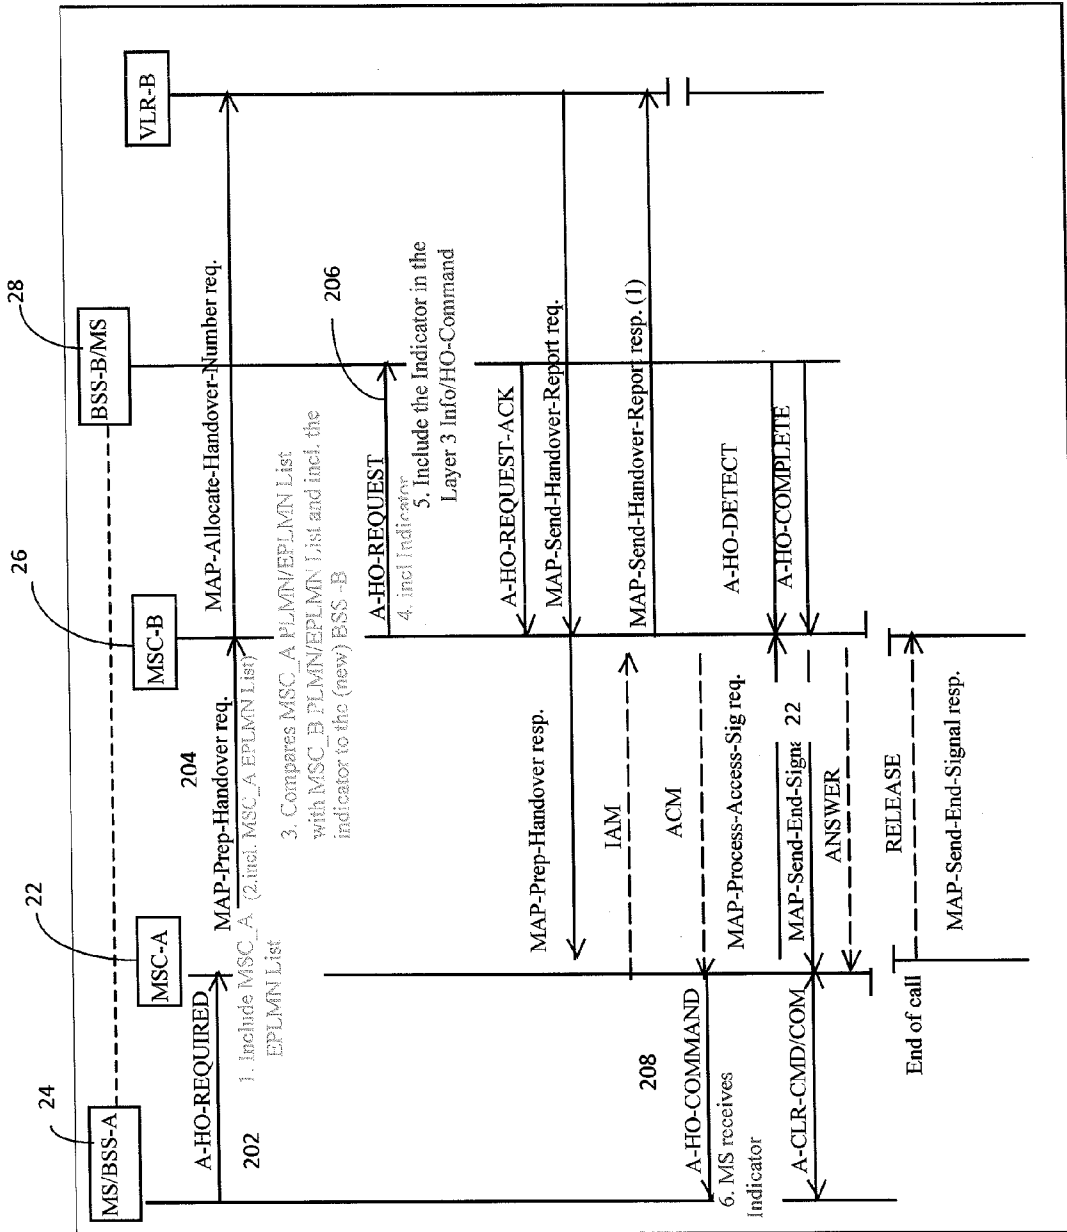 24
22
26
28
MS/BSS-A
MSC-A
MSC-B
BSS-B/MS
VLR-B
A-HO-REQUIRED
202
204
MAP-Prep-Handover req.
MAP-Allocate-Handover-Number req.
1. Include MSC_A
EPLMN List
(2.incl. MSC_A EPLMN List)
3. Compares MSC_A PLMN/EPLMN List
with MSC_B PLMN/EPLMN List and incl. the
indicator to the (new) BSS -B
206
A-HO-REQUEST
4. incl Indicator
5. Include the Indicator in the
Layer 3 Info/HO-Command
A-HO-REQUEST-ACK
MAP-Send-Handover-Report req.
MAP-Prep-Handover resp.
IAM
MAP-Send-Handover-Report resp. (1)
ACM
208
A-HO-COMMAND
6. MS receives
Indicator
A-HO-DETECT
MAP-Process-Access-Sig req.
A-HO-COMPLETE
22
MAP-Send-End-Signa
A-CLR-CMD/COM
ANSWER
RELEASE
End of call
MAP-Send-End-Signal resp.